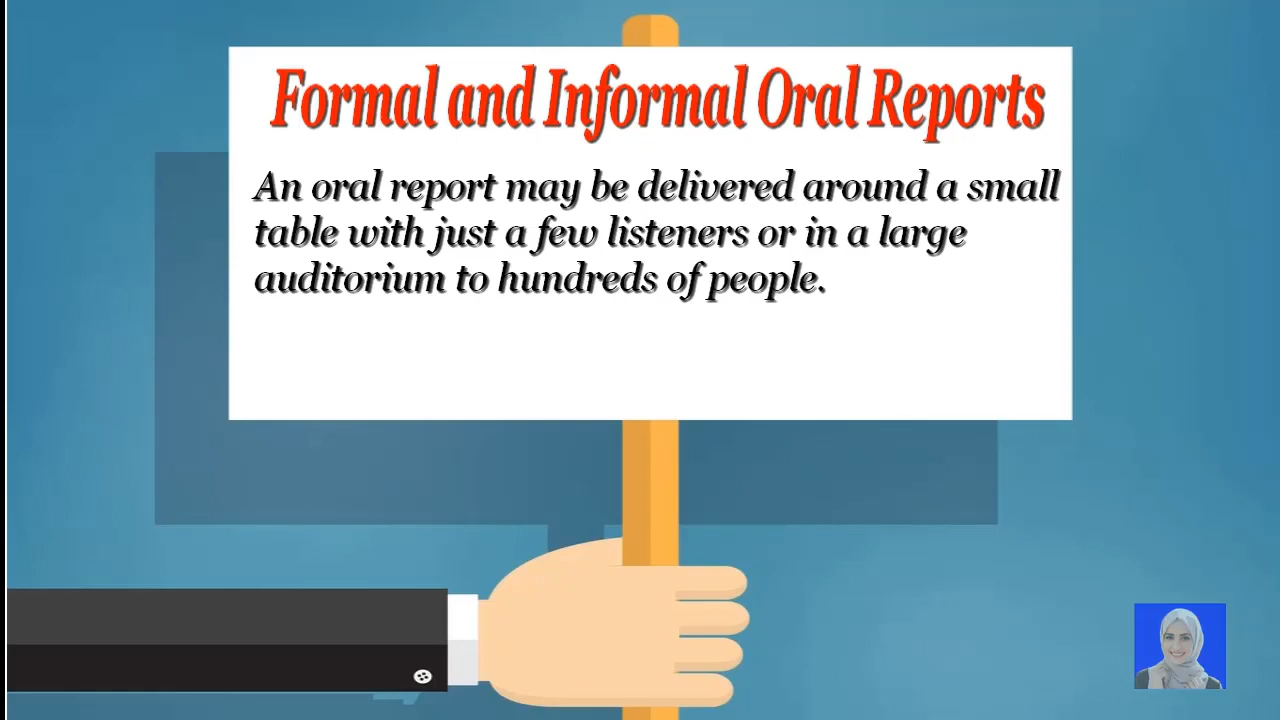 Formal and Informal Oral Reports
An oral report may be delivered around a small
table with just a few listeners or in a large
auditorium to hundreds of people.